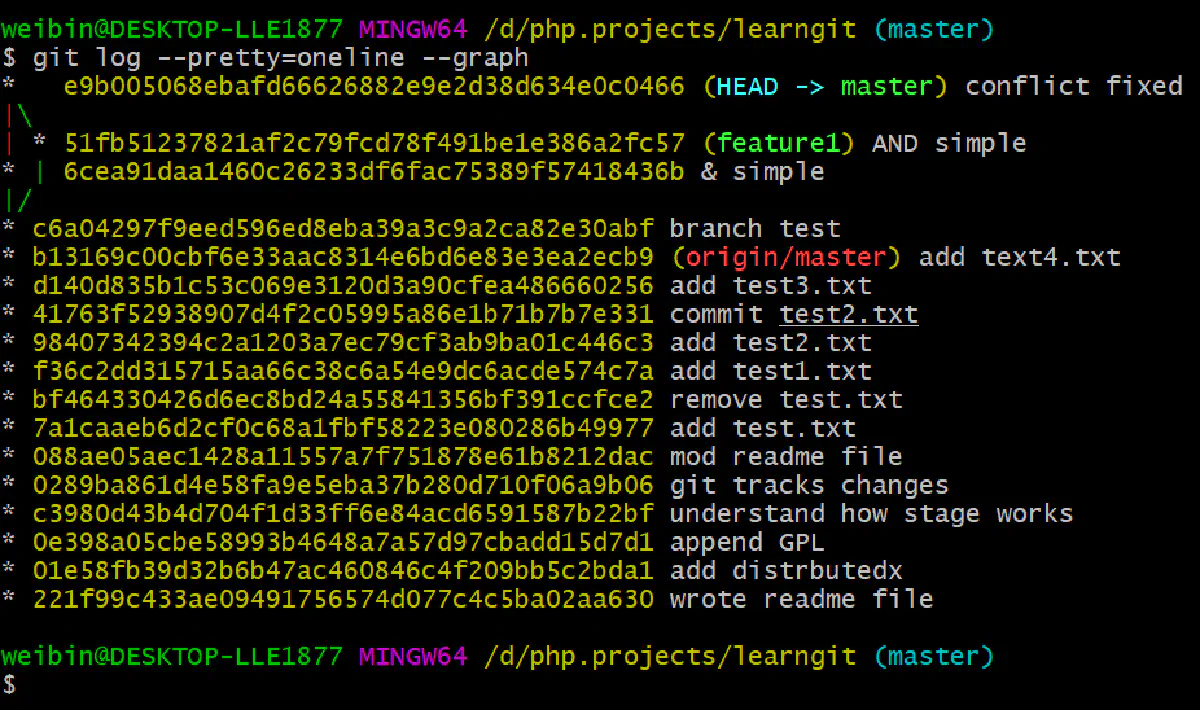 weibin@DESKTOP-LLE1877 MINGW64 /d/php.projects/learngit (master)
$ git log --pretty=oneline --graph
*   e9b005068ebafd66626882e9e2d38d634e0c0466 (HEAD -> master) conflict fixed
|\
| * 51fb51237821af2c79fcd78f491be1e386a2fc57 (feature1) AND simple
* | 6cea91daa1460c26233df6fac75389f57418436b & simple
|/
* c6a04297f9eed596ed8eba39a3c9a2ca82e30abf branch test
* b13169c00cbf6e33aac8314e6bd6e83e3ea2ecb9 (origin/master) add text4.txt
* d140d835b1c53c069e3120d3a90cfea486660256 add test3.txt
* 41763f52938907d4f2c05995a86e1b71b7b7e331 commit test2.txt
* 98407342394c2a1203a7ec79cf3ab9ba01c446c3 add test2.txt
* f36c2dd315715aa66c38c6a54e9dc6acde574c7a add test1.txt
* bf464330426d6ec8bd24a55841356bf391ccfce2 remove test.txt
* 7a1caaeb6d2cf0c68a1fbf58223e080286b49977 add test.txt
* 088ae05aec1428a11557a7f751878e61b8212dac mod readme file
* 0289ba861d4e58fa9e5eba37b280d710f06a9b06 git tracks changes
* c3980d43b4d704f1d33ff6e84acd6591587b22bf understand how stage works
* 0e398a05cbe58993b4648a7a57d97cbadd15d7d1 append GPL
* 01e58fb39d32b6b47ac460846c4f209bb5c2bda1 add distrbutedx
* 221f99c433ae09491756574d077c4c5ba02aa630 wrote readme file
weibin@DESKTOP-LLE1877 MINGW64 /d/php.projects/learngit (master)
$